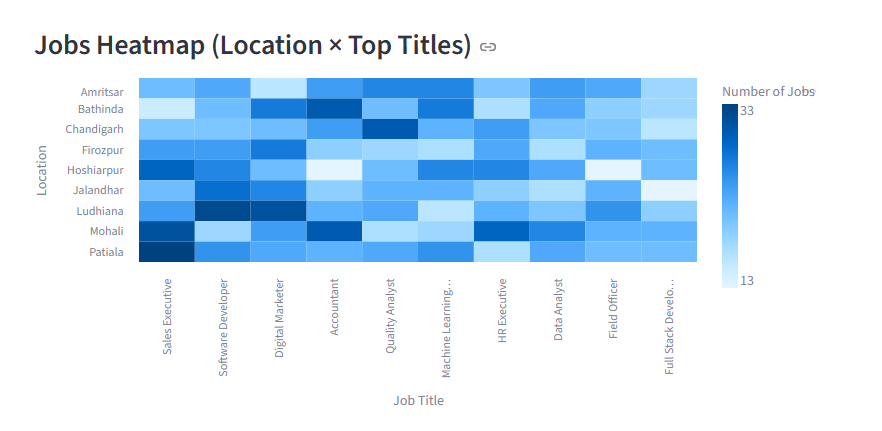 Jobs Heatmap (Location × Top Titles)
Number of Jobs
33
13
Location
Amritsar
Bathinda
Chandigarh
Firozpur
Hoshiarpur
Jalandhar
Ludhiana
Mohali
Patiala
Sales Executive
Software Developer
Digital Marketer
Accountant
Quality Analyst
Machine Learning…
HR Executive
Data Analyst
Field Officer
Full Stack Develo…
Job Title